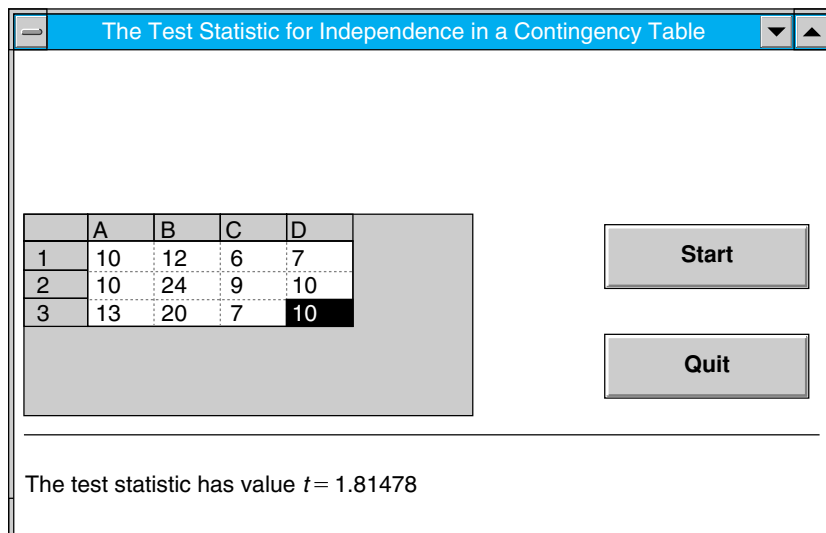 The Test Statistic for Independence in a Contingency Table
A B C D
1 10 12 6 7
2 10 24 9 10
3 13 20 7 10
Start
Quit
The test statistic has value t = 1.81478